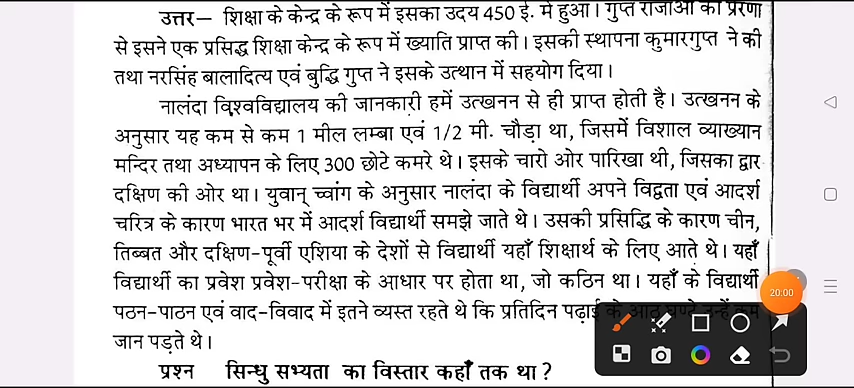 उत्तर— शिक्षा के केन्द्र के रूप में इसका उदय 450 ई. में हुआ। गुप्त राजाओं की प्रेरणा
से इसने एक प्रसिद्ध शिक्षा केन्द्र के रूप में ख्याति प्राप्त की। इसकी स्थापना कुमारगुप्त ने की
तथा नरसिंह बालादित्य एवं बुद्धि गुप्त ने इसके उत्थान में सहयोग दिया।
नालंदा विश्वविद्यालय की जानकारी हमें उत्खनन से ही प्राप्त होती है। उत्खनन के
अनुसार यह कम से कम 1 मील लम्बा एवं 1/2 मी. चौड़ा था, जिसमें विशाल व्याख्यान
मन्दिर तथा अध्यापन के लिए 300 छोटे कमरे थे। इसके चारो ओर पारिखा थी, जिसका द्वार
दक्षिण की ओर था। युवान् च्वांग के अनुसार नालंदा के विद्यार्थी अपने विद्वता एवं आदर्श
चरित्र के कारण भारत भर में आदर्श विद्यार्थी समझे जाते थे। उसकी प्रसिद्धि के कारण चीन,
तिब्बत और दक्षिण-पूर्वी एशिया के देशों से विद्यार्थी यहाँ शिक्षार्थ के लिए आते थे। यहाँ
विद्यार्थी का प्रवेश प्रवेश-परीक्षा के आधार पर होता था, जो कठिन था। यहाँ के विद्यार्थी
20:00
पठन-पाठन एवं वाद-विवाद में इतने व्यस्त रहते थे कि प्रतिदिन पढ़ाई के आठ घण्टे उन्हें कम
जान पड़ते थे।
प्रश्न सिन्धु सभ्यता का विस्तार कहाँ तक था?